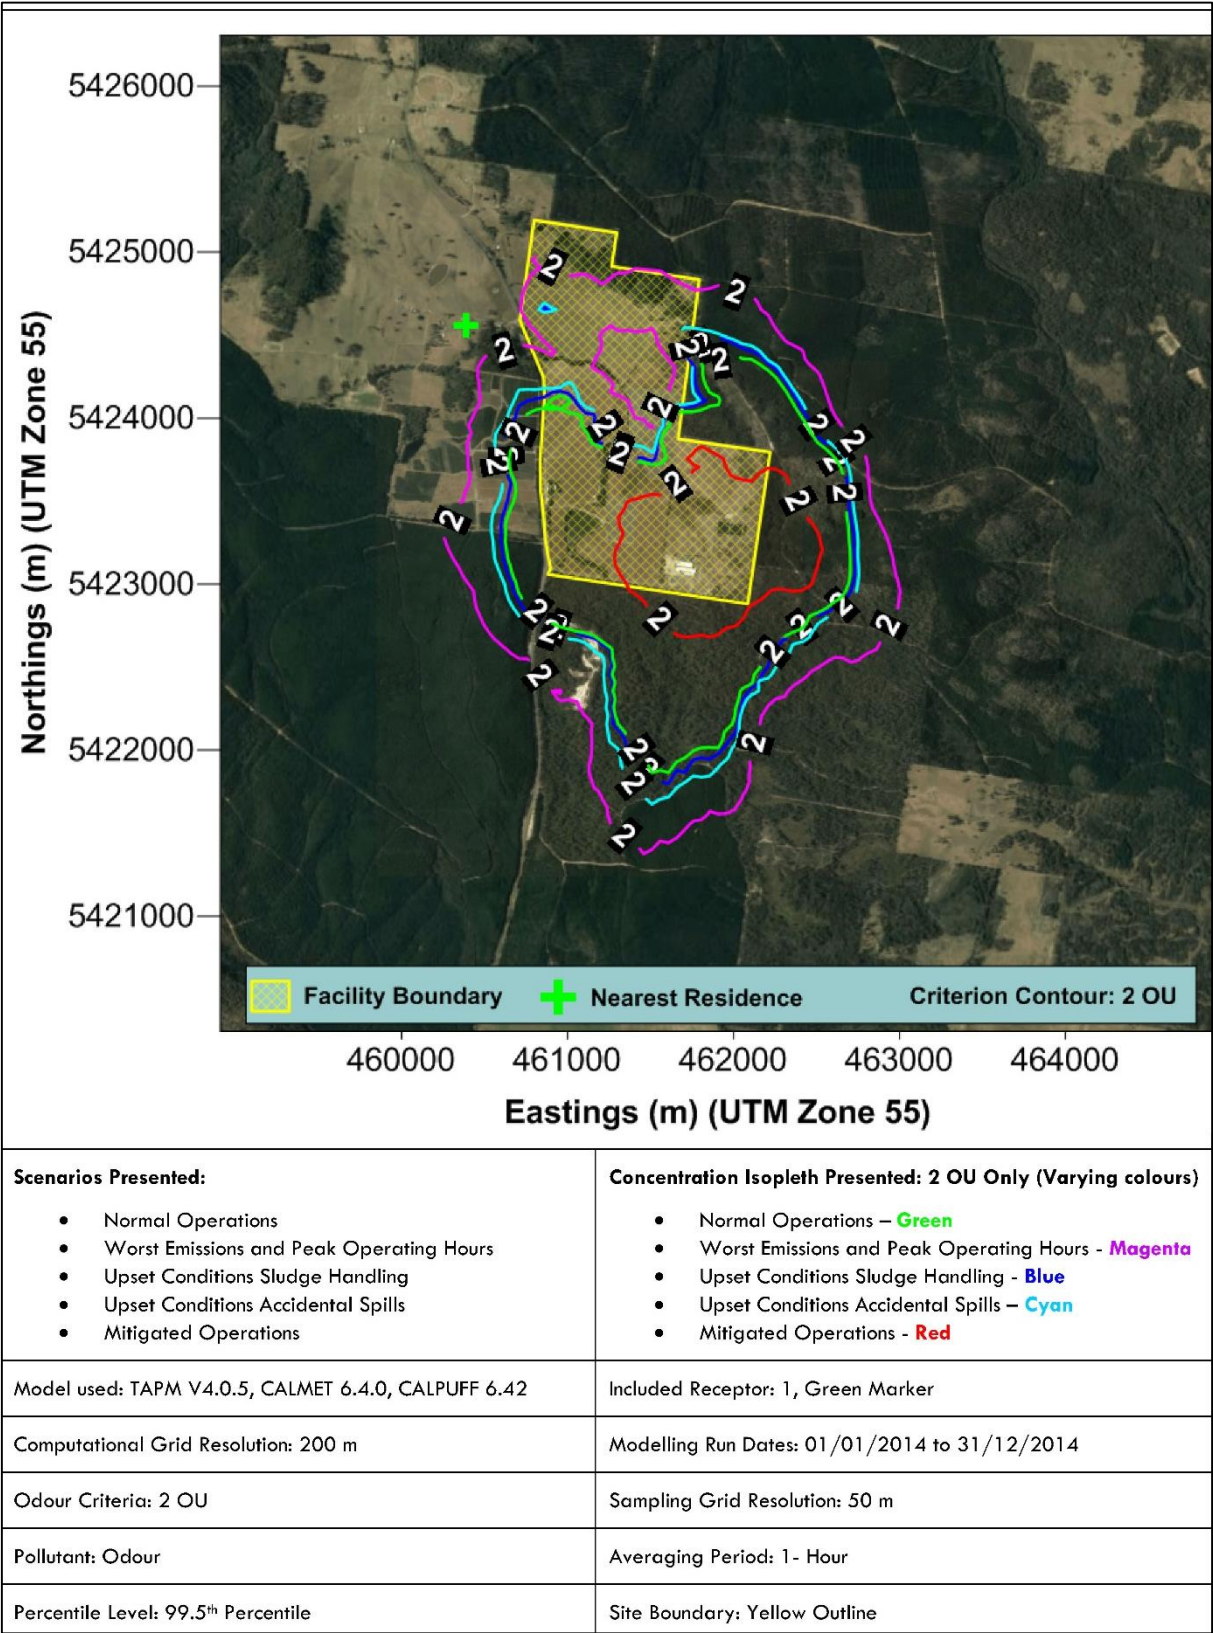 5426000
5425000
5424000
5423000
5422000
5421000
Northings (m) (UTM Zone 55)
2 2 2 2 2 2 2 2 2 2 2 2 2 2 2 2 2 2 2 2 2 2 2 2 2 2 2 2 2 2 2 2
Facility Boundary Nearest Residence Criterion Contour: 2 OU
460000 461000 462000 463000 464000
Eastings (m) (UTM Zone 55)
Scenarios Presented:
• Normal Operations
• Worst Emissions and Peak Operating Hours
• Upset Conditions Sludge Handling
• Upset Conditions Accidental Spills
• Mitigated Operations
Concentration Isopleth Presented: 2 OU Only (Varying colours)
• Normal Operations – Green
• Worst Emissions and Peak Operating Hours - Magenta
• Upset Conditions Sludge Handling - Blue
• Upset Conditions Accidental Spills – Cyan
• Mitigated Operations - Red
Model used: TAPM V4.0.5, CALMET 6.4.0, CALPUFF 6.42
Included Receptor: 1, Green Marker
Computational Grid Resolution: 200 m
Modelling Run Dates: 01/01/2014 to 31/12/2014
Odour Criteria: 2 OU
Sampling Grid Resolution: 50 m
Pollutant: Odour
Averaging Period: 1- Hour
Percentile Level: 99.5th Percentile
Site Boundary: Yellow Outline